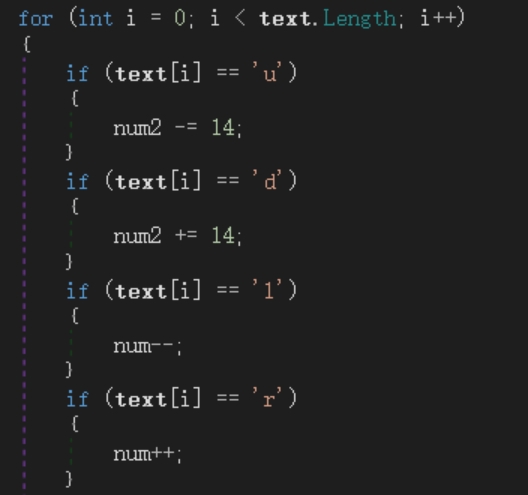 for (int i = 0; i < text.Length; i++)
{
if (text[i] == 'u')
{
num2 -= 14;
}
if (text[i] == 'd')
{
num2 += 14;
}
if (text[i] == 'l')
{
num--;
}
if (text[i] == 'r')
{
num++;
}